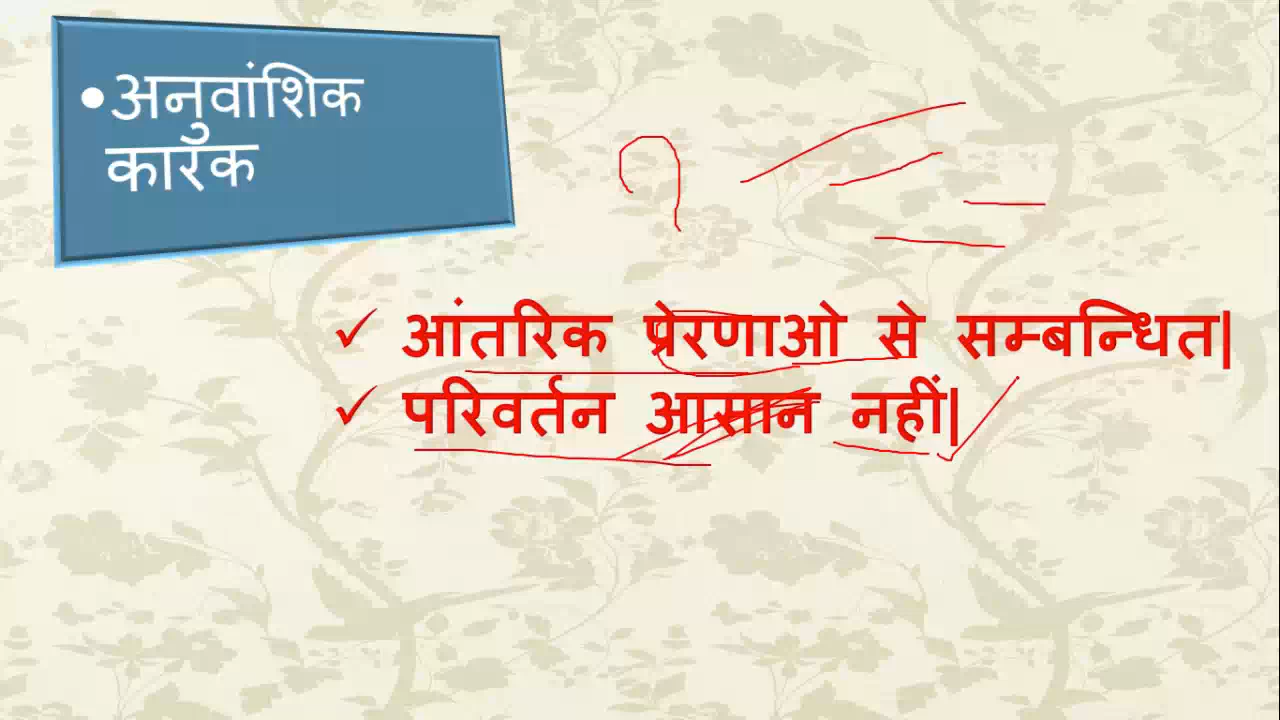 •अनुवांशिक
कारक
✓ आंतरिक प्रेरणाओ से सम्बन्धित|
✓ परिवर्तन आसान नहीं|